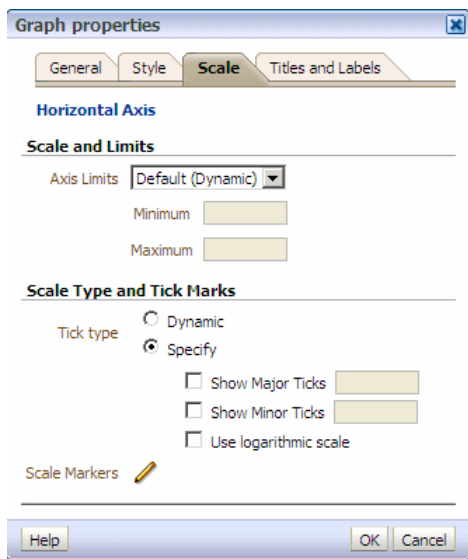 Graph properties
General Style Scale Titles and Labels
Horizontal Axis
Scale and Limits
Axis Limits Default (Dynamic)
Minimum
Maximum
Scale Type and Tick Marks
Tick type Dynamic
Specify
Show Major Ticks
Show Minor Ticks
Use logarithmic scale
Scale Markers
Help OK Cancel